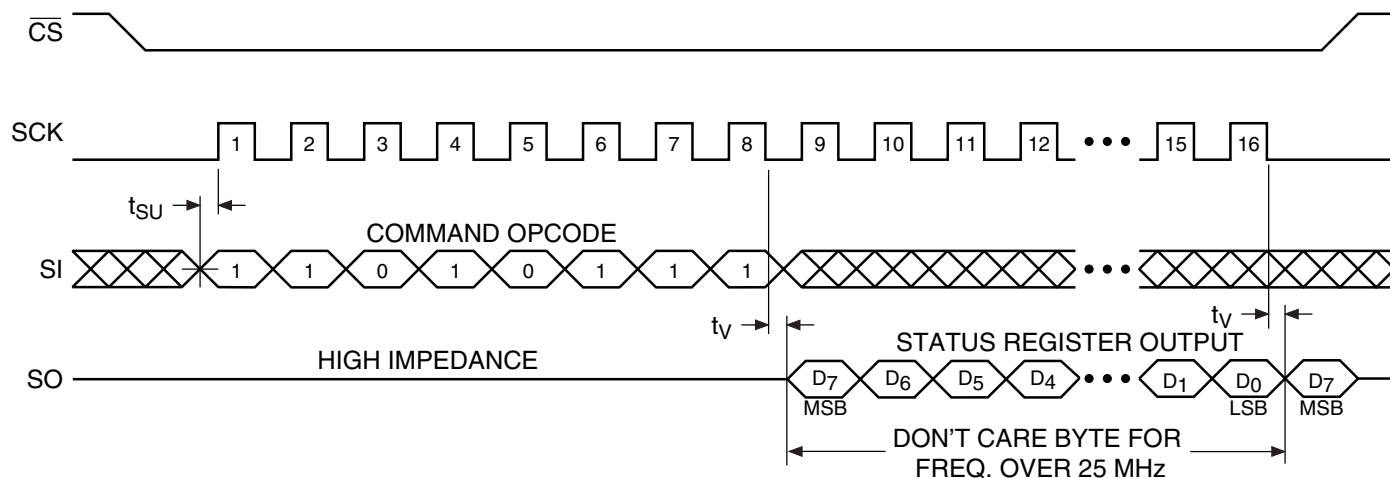 CS
SCK 1 2 3 4 5 6 7 8 9 10 11 12 ••• 15 16
tSU
COMMAND OPCODE
SI 1 1 0 1 0 1 1 1 •••
tV tV
HIGH IMPEDANCE STATUS REGISTER OUTPUT
SO D7 D6 D5 D4 ••• D1 D0 D7
MSB LSB MSB
DON'T CARE BYTE FOR
FREQ. OVER 25 MHz